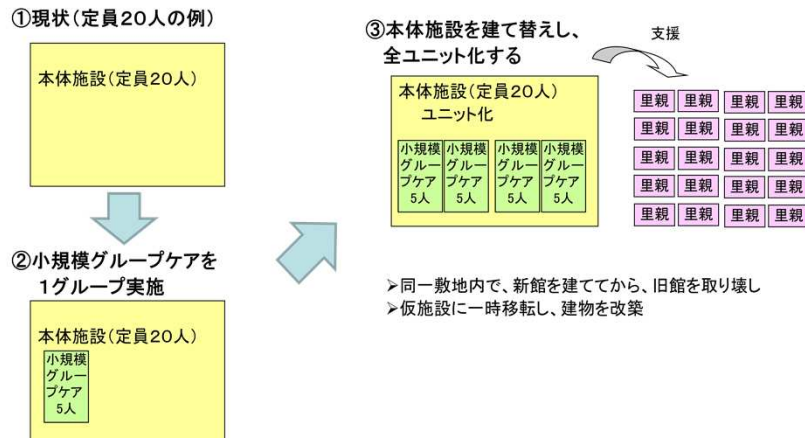 ①現状(定員20人の例)
本体施設(定員20人)
②小規模グループケアを
1グループ実施
本体施設(定員20人)
小規模
グルー
プケア
5人
③本体施設を建て替えし、
全ユニット化する
支援
本体施設(定員20人)
ユニット化
小規模 小規模 小規模 小規模
グルー グルー グルー グルー
プケア プケア プケア プケア
5人 5人 5人 5人
里親 里親 里親 里親
里親 里親 里親 里親
里親 里親 里親 里親
里親 里親 里親 里親
里親 里親 里親 里親
➢同一敷地内で、新館を建ててから、旧館を取り壊し
➢仮施設に一時移転し、建物を改築